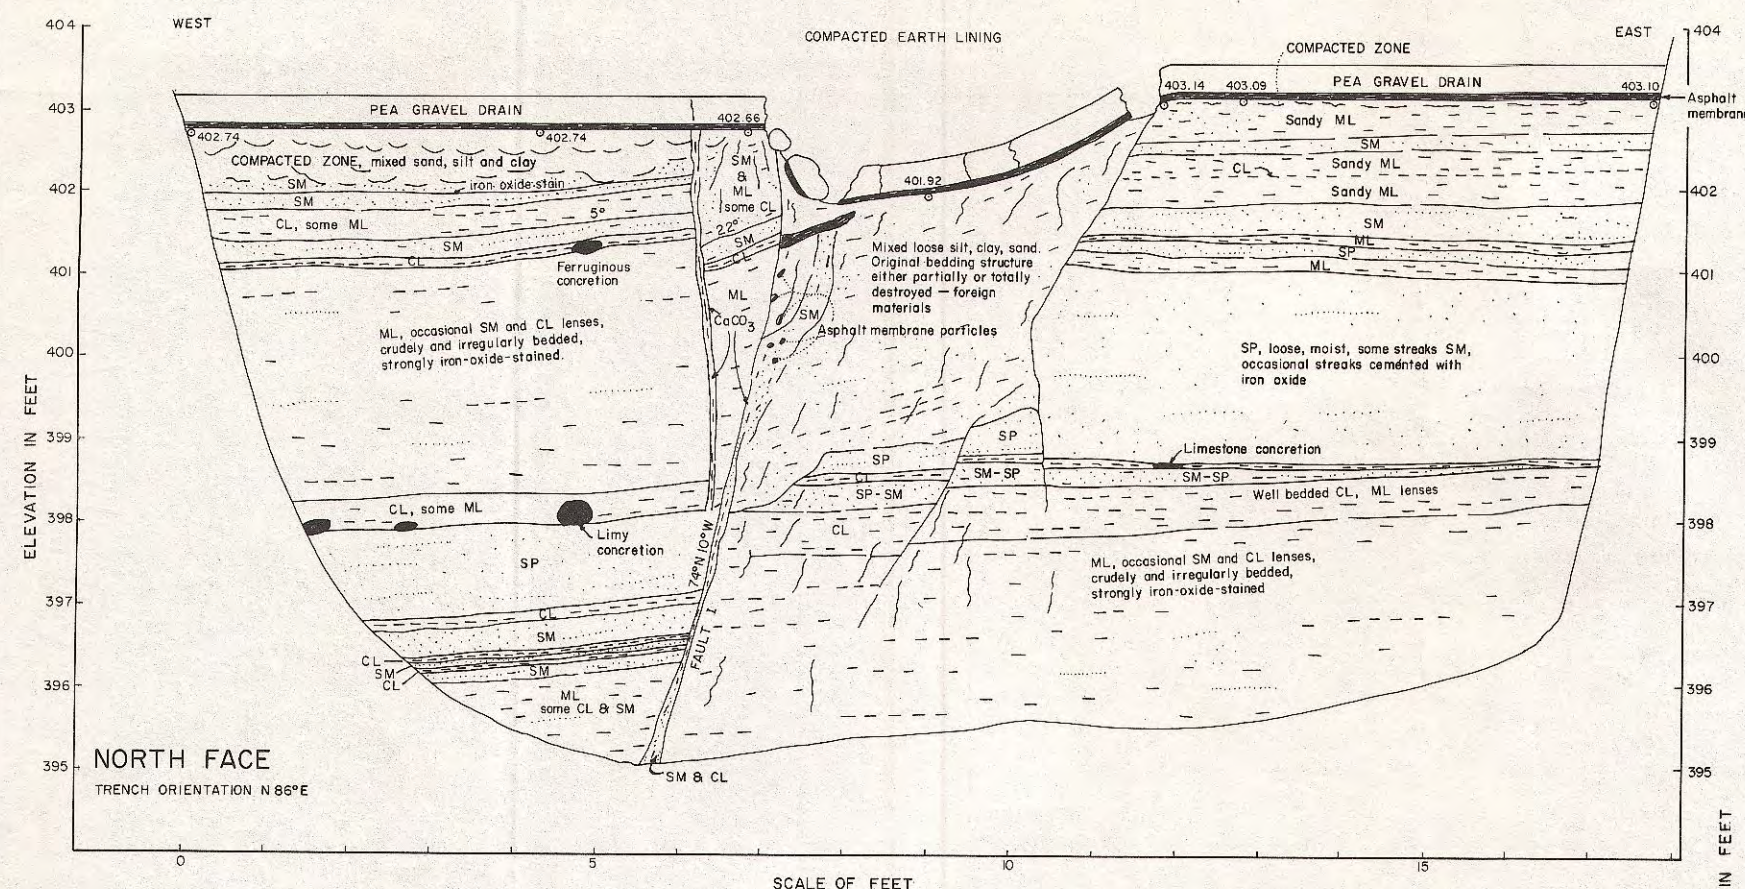 404
WEST
COMPACTED EARTH LINING
EAST
404
COMPACTED ZONE
PEA GRAVEL DRAIN
403.14
403.09
PEA GRAVEL DRAIN
403.10
Asphalt
membrane
403
402.74
402.74
402.66
Sandy ML
SM
COMPACTED ZONE, mixed sand, silt and clay
SM
&
ML
some CL
CL
Sandy ML
SM
iron oxide stain
401.92
402
Sandy ML
402
SM
5°
CL, some ML
22°
SM
SM
SM
CL
CL
ML
SP
ML
401
401
Ferruginous
concretion
Mixed loose silt, clay, sand.
Original bedding structure
either partially or totally
destroyed — foreign
materials
ML
CaCO3
SM
Asphalt membrane particles
ML, occasional SM and CL lenses,
crudely and irregularly bedded,
strongly iron-oxide-stained.
SP, loose, moist, some streaks SM,
occasional streaks cemented with
iron oxide
400
400
ELEVATION IN FEET
399
399
SP
Limestone concretion
SP
CL
SM-SP
SM-SP
SP-SM
Well bedded CL, ML lenses
CL, some ML
398
398
CL
Limy
concretion
SP
74° N 10° W
FAULT I
ML, occasional SM and CL lenses,
crudely and irregularly bedded,
strongly iron-oxide-stained
397
397
CL
SM
CL
SM
CL
SM
396
396
ML
some CL & SM
NORTH FACE
TRENCH ORIENTATION N 86° E
395
395
SM & CL
0
5
10
15
SCALE OF FEET
IN FEET